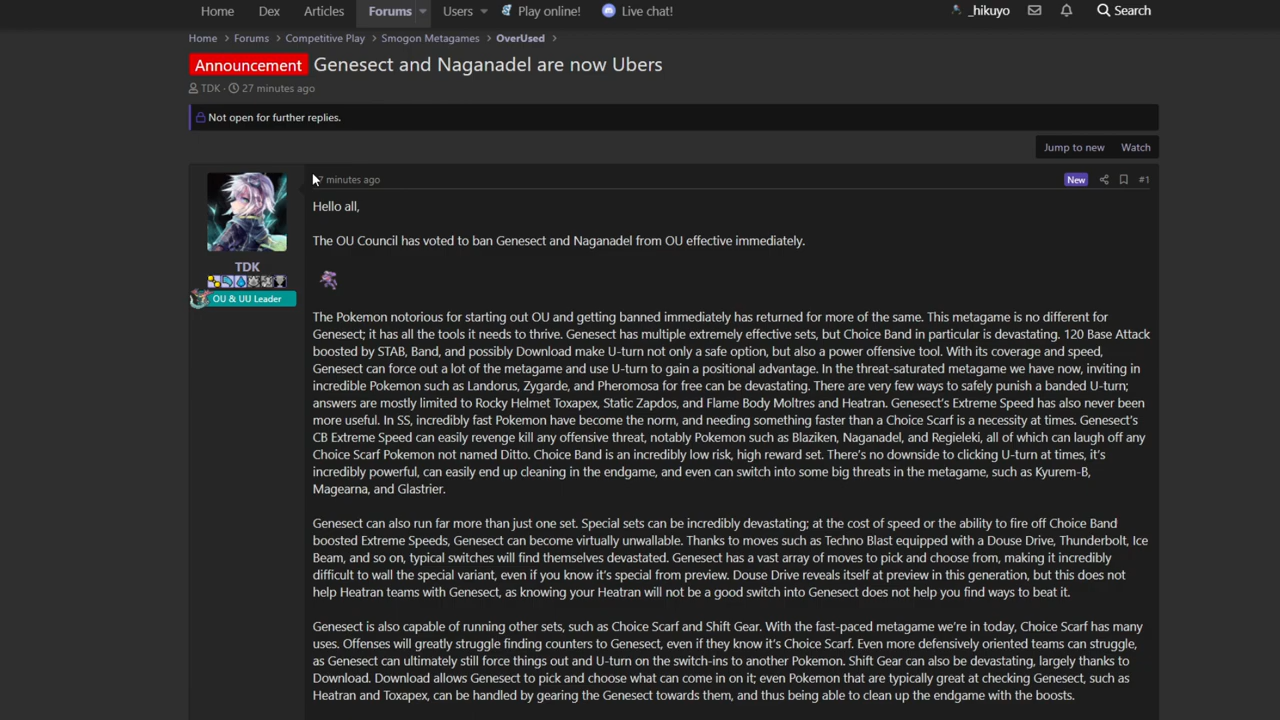 Home Dex Articles Forums Users Play online! Live chat! _hikuyo Search
Home Forums Competitive Play Smogon Metagames OverUsed
Announcement Genesect and Naganadel are now Ubers
TDK · 27 minutes ago
Not open for further replies.
Jump to new Watch
minutes ago New #1
Hello all,
The OU Council has voted to ban Genesect and Naganadel from OU effective immediately.
TDK
OU & UU Leader
The Pokemon notorious for starting out OU and getting banned immediately has returned for more of the same. This metagame is no different for
Genesect; it has all the tools it needs to thrive. Genesect has multiple extremely effective sets, but Choice Band in particular is devastating. 120 Base Attack
boosted by STAB, Band, and possibly Download make U-turn not only a safe option, but also a power offensive tool. With its coverage and speed,
Genesect can force out a lot of the metagame and use U-turn to gain a positional advantage. In the threat-saturated metagame we have now, inviting in
incredible Pokemon such as Landorus, Zygarde, and Pheromosa for free can be devastating. There are very few ways to safely punish a banded U-turn;
answers are mostly limited to Rocky Helmet Toxapex, Static Zapdos, and Flame Body Moltres and Heatran. Genesect's Extreme Speed has also never been
more useful. In SS, incredibly fast Pokemon have become the norm, and needing something faster than a Choice Scarf is a necessity at times. Genesect's
CB Extreme Speed can easily revenge kill any offensive threat, notably Pokemon such as Blaziken, Naganadel, and Regieleki, all of which can laugh off any
Choice Scarf Pokemon not named Ditto. Choice Band is an incredibly low risk, high reward set. There's no downside to clicking U-turn at times, it's
incredibly powerful, can easily end up cleaning in the endgame, and even can switch into some big threats in the metagame, such as Kyurem-B,
Magearna, and Glastrier.
Genesect can also run far more than just one set. Special sets can be incredibly devastating; at the cost of speed or the ability to fire off Choice Band
boosted Extreme Speeds, Genesect can become virtually unwallable. Thanks to moves such as Techno Blast equipped with a Douse Drive, Thunderbolt, Ice
Beam, and so on, typical switches will find themselves devastated. Genesect has a vast array of moves to pick and choose from, making it incredibly
difficult to wall the special variant, even if you know it's special from preview. Douse Drive reveals itself at preview in this generation, but this does not
help Heatran teams with Genesect, as knowing your Heatran will not be a good switch into Genesect does not help you find ways to beat it.
Genesect is also capable of running other sets, such as Choice Scarf and Shift Gear. With the fast-paced metagame we're in today, Choice Scarf has many
uses. Offenses will greatly struggle finding counters to Genesect, even if they know it's Choice Scarf. Even more defensively oriented teams can struggle,
as Genesect can ultimately still force things out and U-turn on the switch-ins to another Pokemon. Shift Gear can also be devastating, largely thanks to
Download. Download allows Genesect to pick and choose what can come in on it; even Pokemon that are typically great at checking Genesect, such as
Heatran and Toxapex, can be handled by gearing the Genesect towards them, and thus being able to clean up the endgame with the boosts.